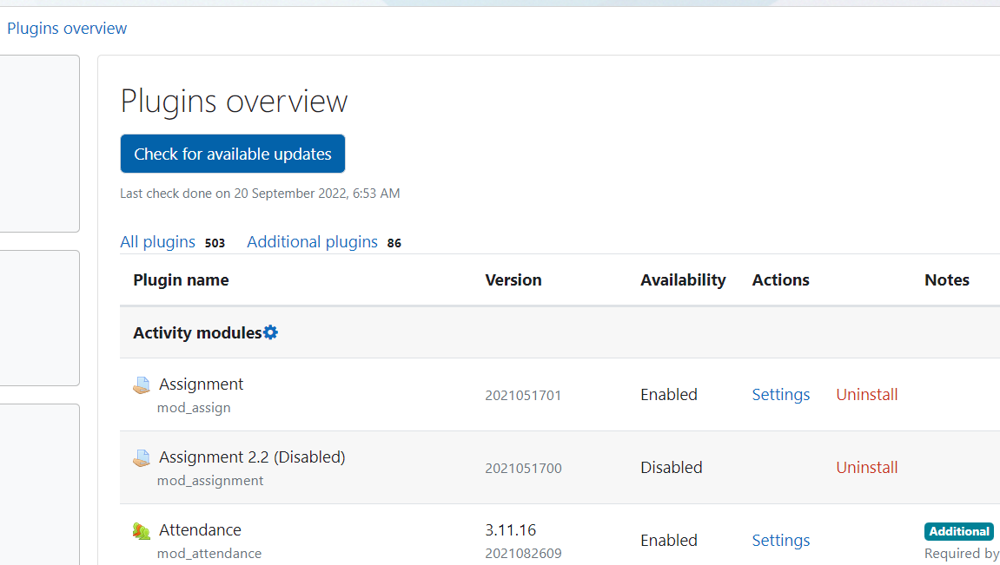 Plugins overview
Plugins overview
Check for available updates
Last check done on 20 September 2022, 6:53 AM
All plugins 503 Additional plugins 86
Plugin name Version Availability Actions Notes
Activity modules
Assignment
mod_assign 2021051701 Enabled Settings Uninstall
Assignment 2.2 (Disabled)
mod_assignment 2021051700 Disabled Uninstall
Attendance 3.11.16 Enabled Settings Additional
mod_attendance 2021082609 Required by